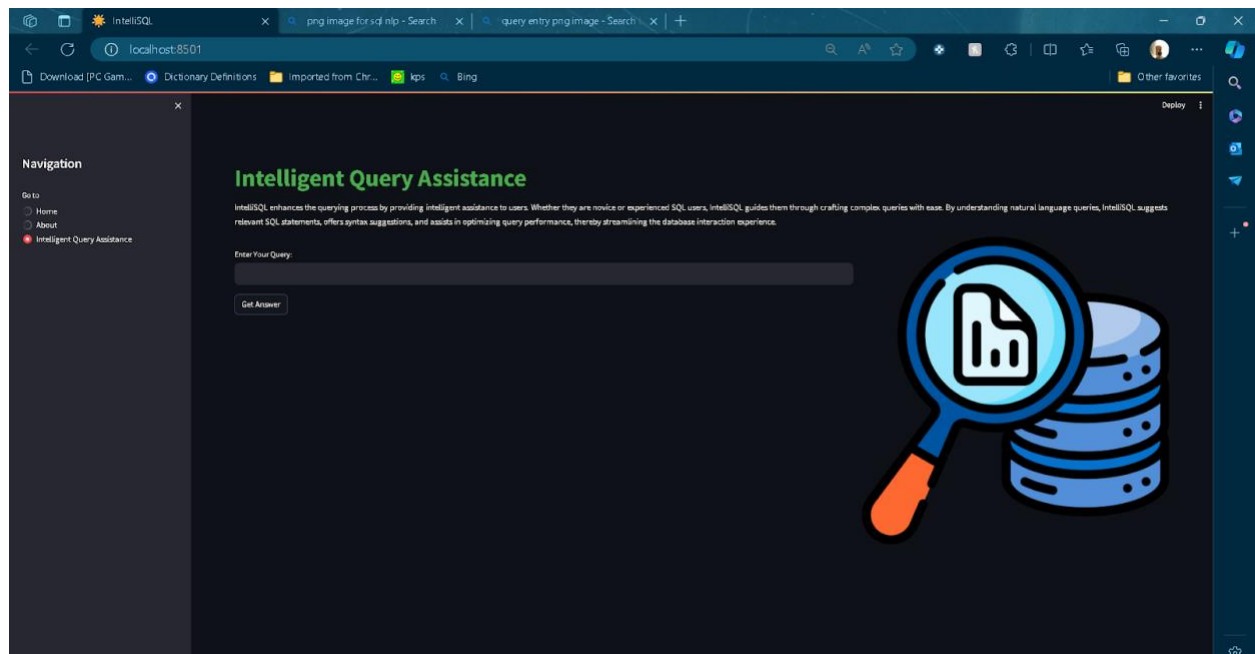 IntelliSQL
png image for sql nlp - Search
query entry png image - Search
localhost:8501
Download [PC Gam...
Dictionary Definitions
Imported from Chr...
kps
Bing
Other favorites
Deploy
Navigation
Go to
Home
About
Intelligent Query Assistance
Intelligent Query Assistance
IntelliSQL enhances the querying process by providing intelligent assistance to users. Whether they are novice or experienced SQL users, IntelliSQL guides them through crafting complex queries with ease. By understanding natural language queries, IntelliSQL suggests
relevant SQL statements, offers syntax suggestions, and assists in optimizing query performance, thereby streamlining the database interaction experience.
Enter Your Query:
Get Answer